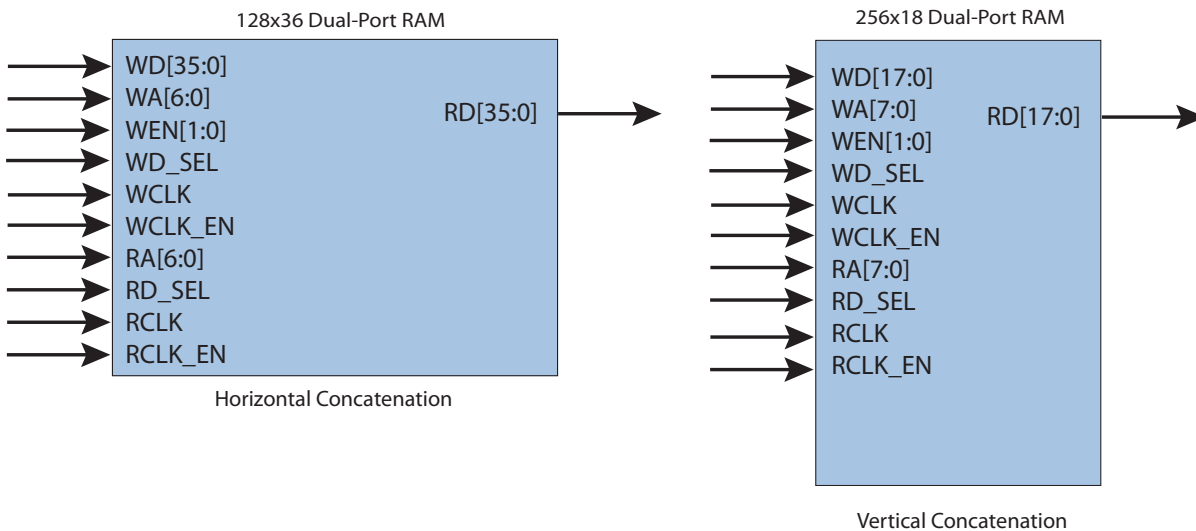 128x36 Dual-Port RAM
WD[35:0]
WA[6:0]
WEN[1:0]
WD_SEL
WCLK
WCLK_EN
RA[6:0]
RD_SEL
RCLK
RCLK_EN
RD[35:0]
Horizontal Concatenation
256x18 Dual-Port RAM
WD[17:0]
WA[7:0]
WEN[1:0]
WD_SEL
WCLK
WCLK_EN
RA[7:0]
RD_SEL
RCLK
RCLK_EN
RD[17:0]
Vertical Concatenation